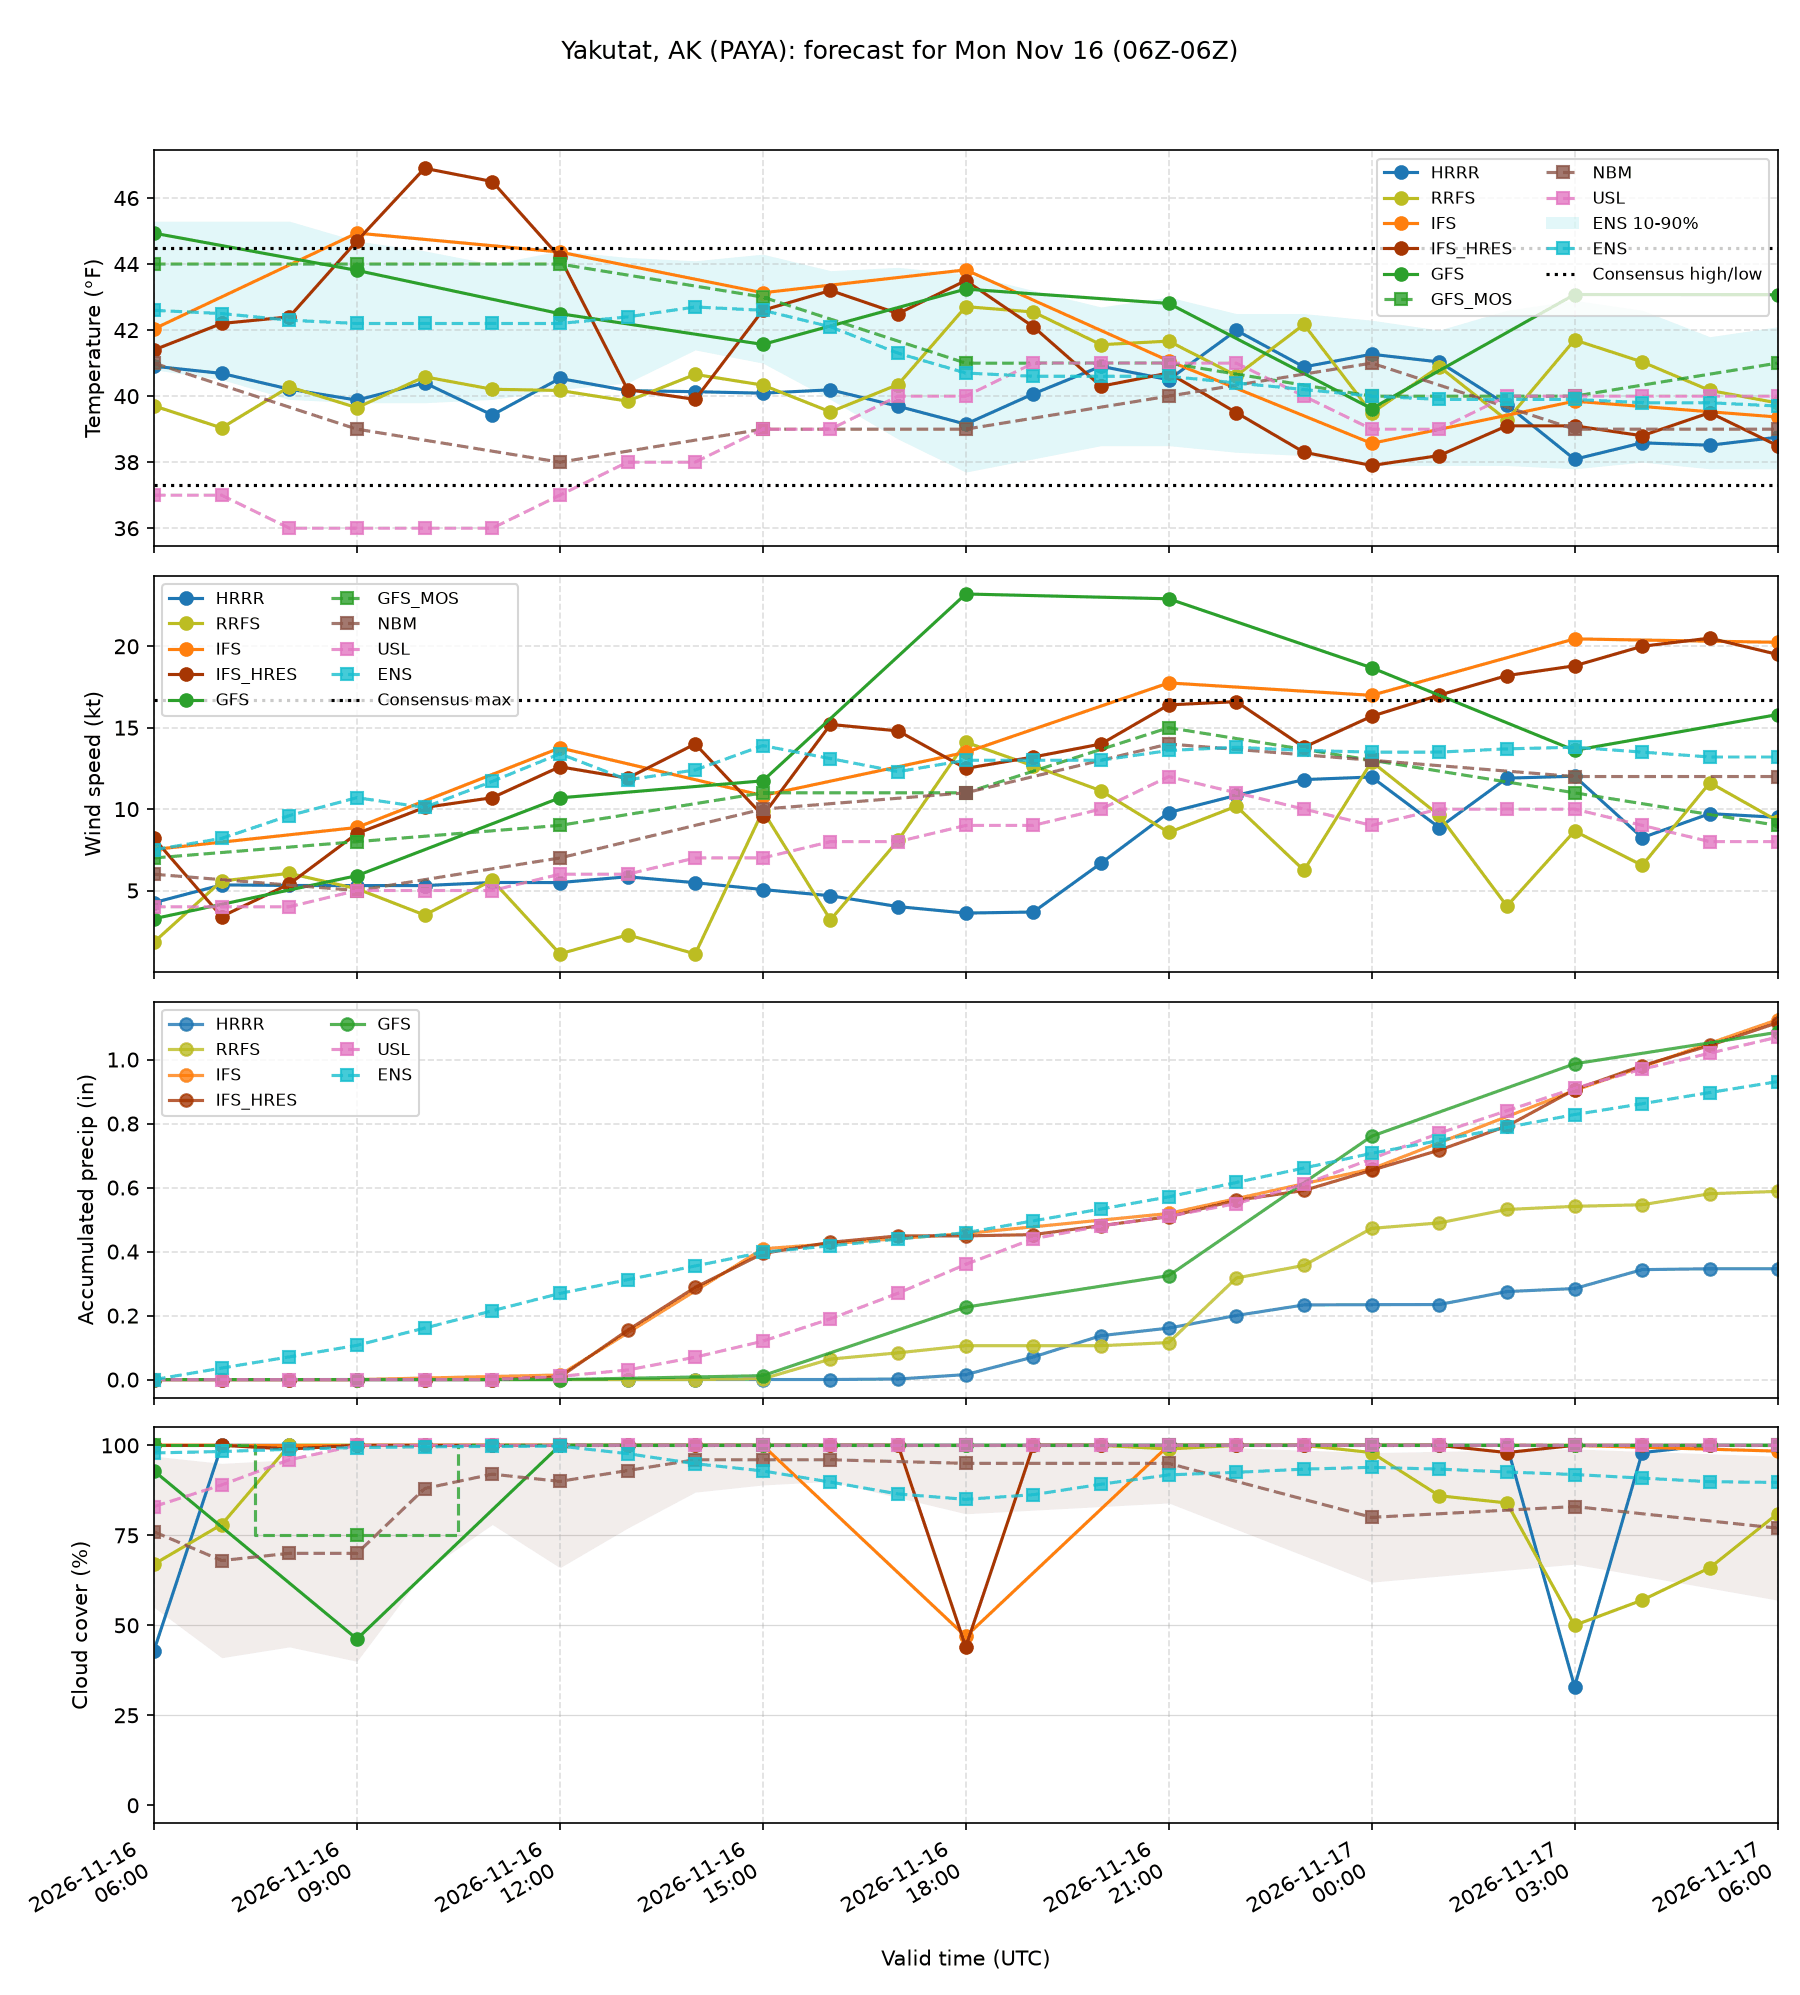 Yakutat, AK (PAYA): forecast for Mon Nov 16 (06Z-06Z)
Temperature (°F)
46
44
42
40
38
36
HRRR
RRFS
IFS
IFS_HRES
GFS
GFS_MOS
NBM
USL
ENS 10-90%
ENS
Consensus high/low
Wind speed (kt)
20
15
10
5
HRRR
RRFS
IFS
IFS_HRES
GFS
GFS_MOS
NBM
USL
ENS
Consensus max
Accumulated precip (in)
1.0
0.8
0.6
0.4
0.2
0.0
HRRR
RRFS
IFS
IFS_HRES
GFS
USL
ENS
Cloud cover (%)
100
75
50
25
0
2026-11-16
06:00
2026-11-16
09:00
2026-11-16
12:00
2026-11-16
15:00
2026-11-16
18:00
2026-11-16
21:00
2026-11-17
00:00
2026-11-17
03:00
2026-11-17
06:00
Valid time (UTC)